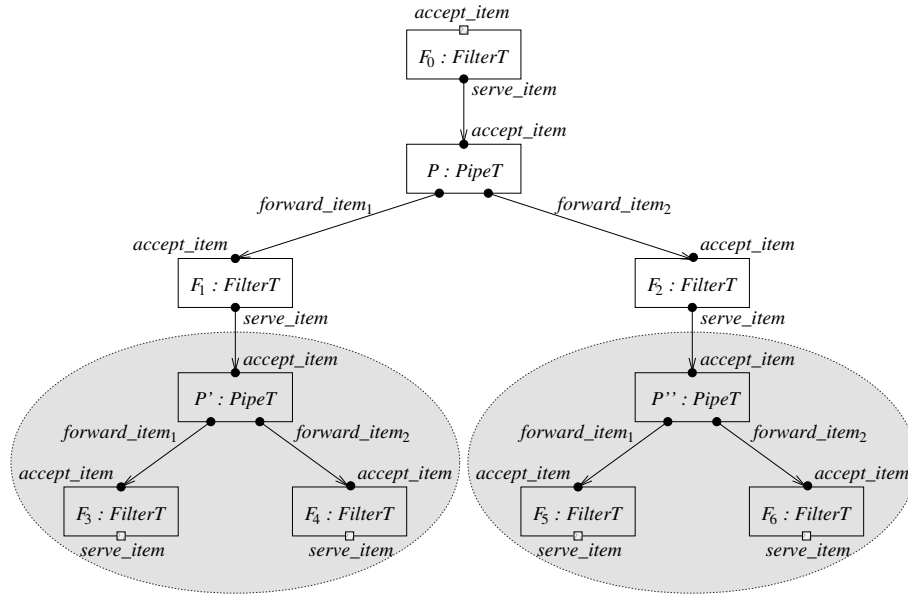 accept_item
F0 : FilterT
serve_item
accept_item
P : PipeT
forward_item1 forward_item2
accept_item accept_item
F1 : FilterT F2 : FilterT
serve_item serve_item
accept_item accept_item
P' : PipeT P'' : PipeT
forward_item1 forward_item2 forward_item1 forward_item2
accept_item accept_item accept_item accept_item
F3 : FilterT F4 : FilterT F5 : FilterT F6 : FilterT
serve_item serve_item serve_item serve_item